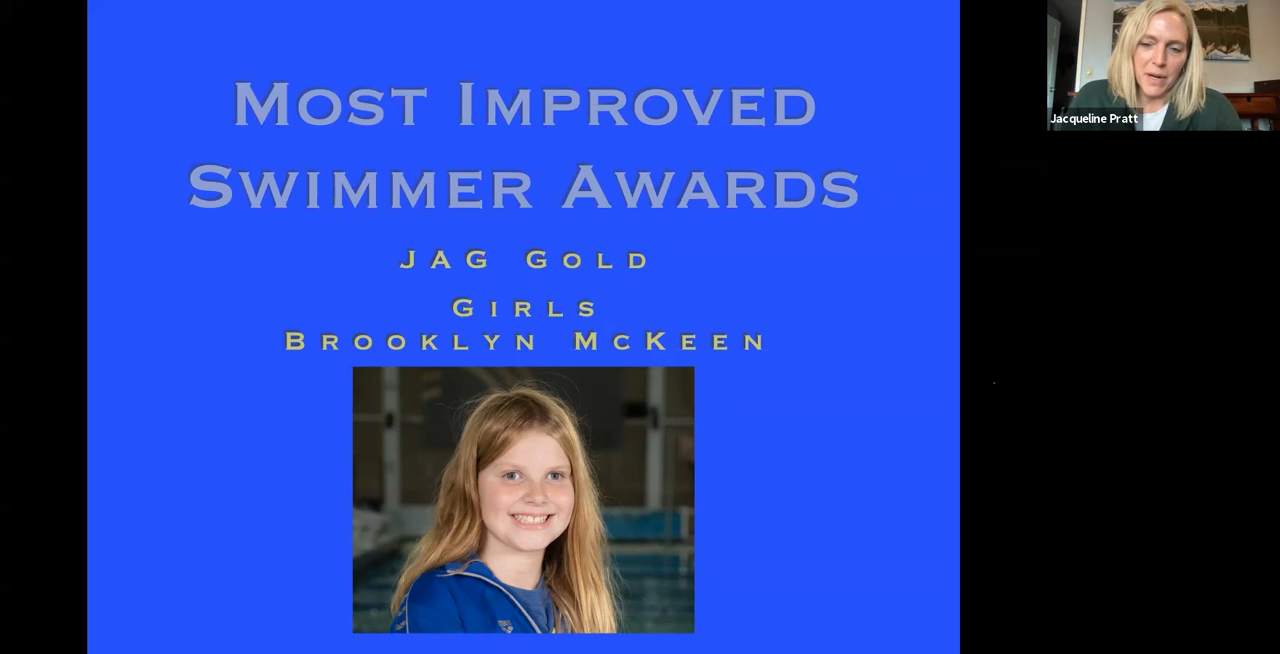 Most Improved
Swimmer Awards
JAG Gold
Girls
Brooklyn McKeen
Jacqueline Pratt